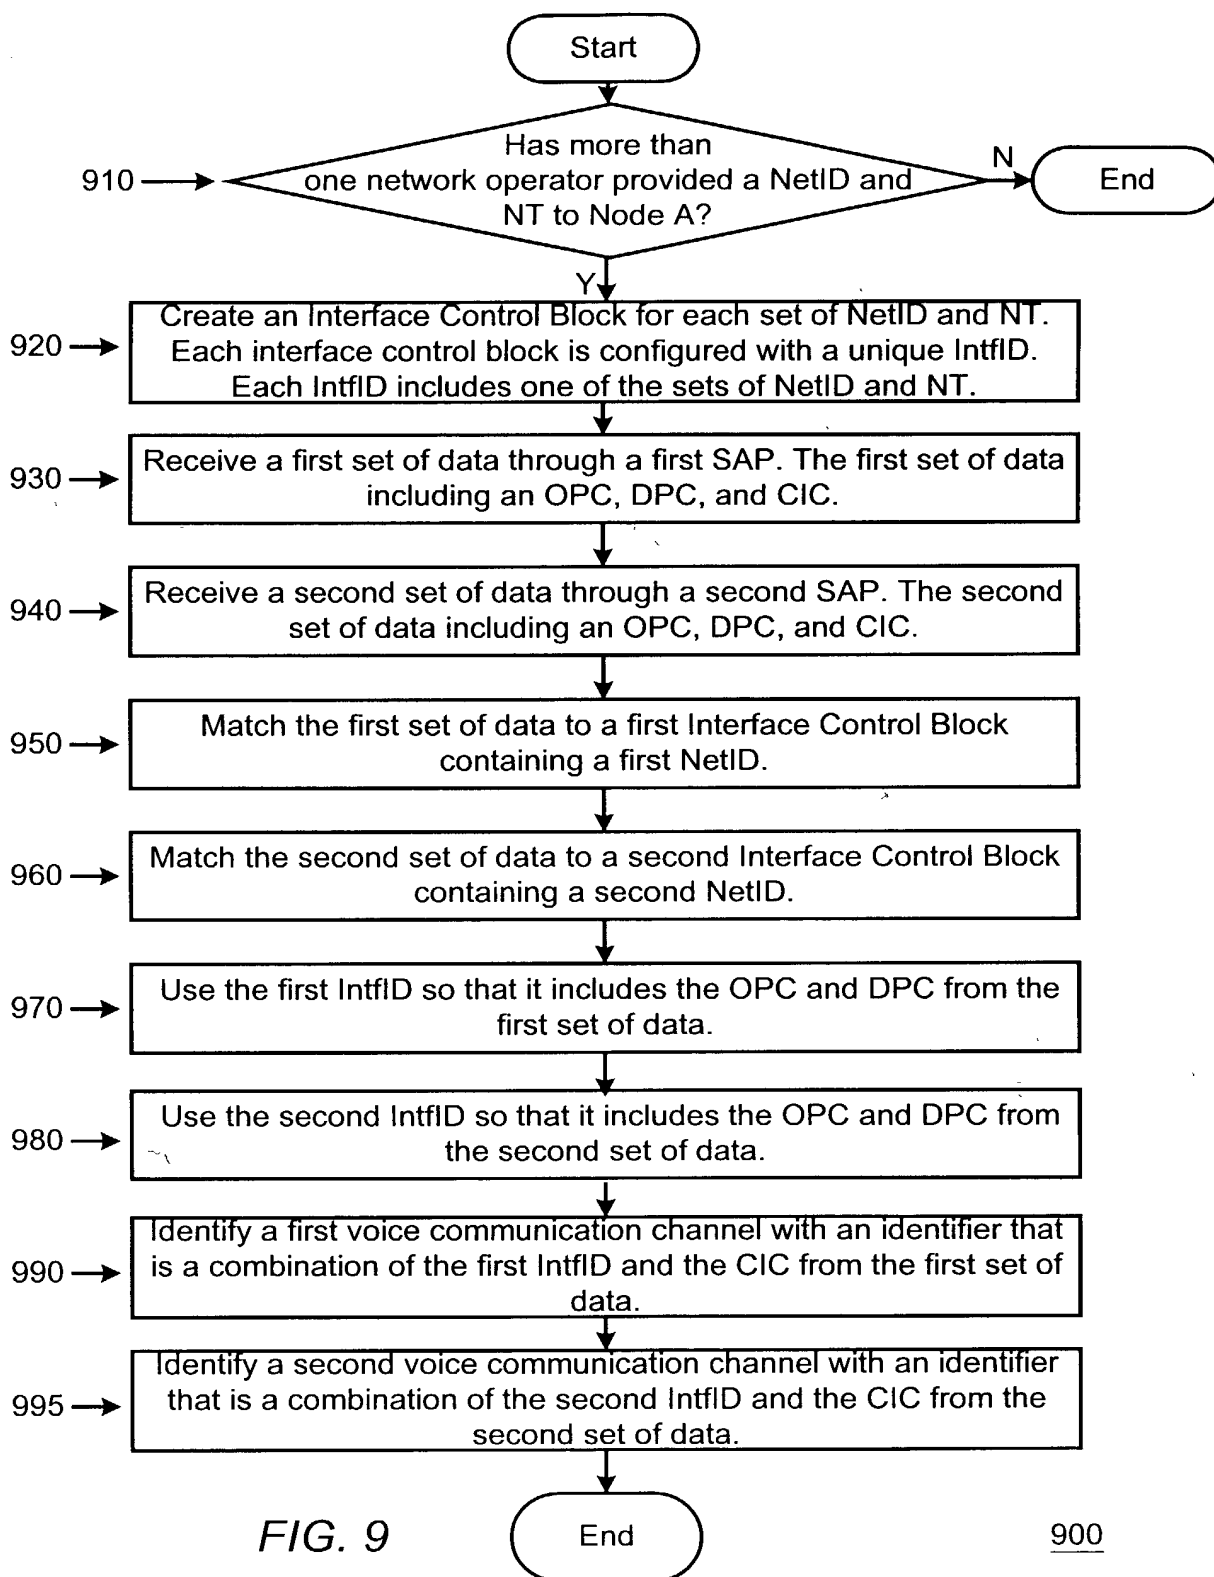 Start
Has more than
one network operator provided a NetID and
NT to Node A?
910
N
End
Y
920
Create an Interface Control Block for each set of NetID and NT.
Each interface control block is configured with a unique IntfID.
Each IntfID includes one of the sets of NetID and NT.
930
Receive a first set of data through a first SAP. The first set of data
including an OPC, DPC, and CIC.
940
Receive a second set of data through a second SAP. The second
set of data including an OPC, DPC, and CIC.
950
Match the first set of data to a first Interface Control Block
containing a first NetID.
960
Match the second set of data to a second Interface Control Block
containing a second NetID.
970
Use the first IntfID so that it includes the OPC and DPC from the
first set of data.
980
Use the second IntfID so that it includes the OPC and DPC from
the second set of data.
990
Identify a first voice communication channel with an identifier that
is a combination of the first IntfID and the CIC from the first set of
data.
995
Identify a second voice communication channel with an identifier
that is a combination of the second IntfID and the CIC from the
second set of data.
FIG. 9
End
900